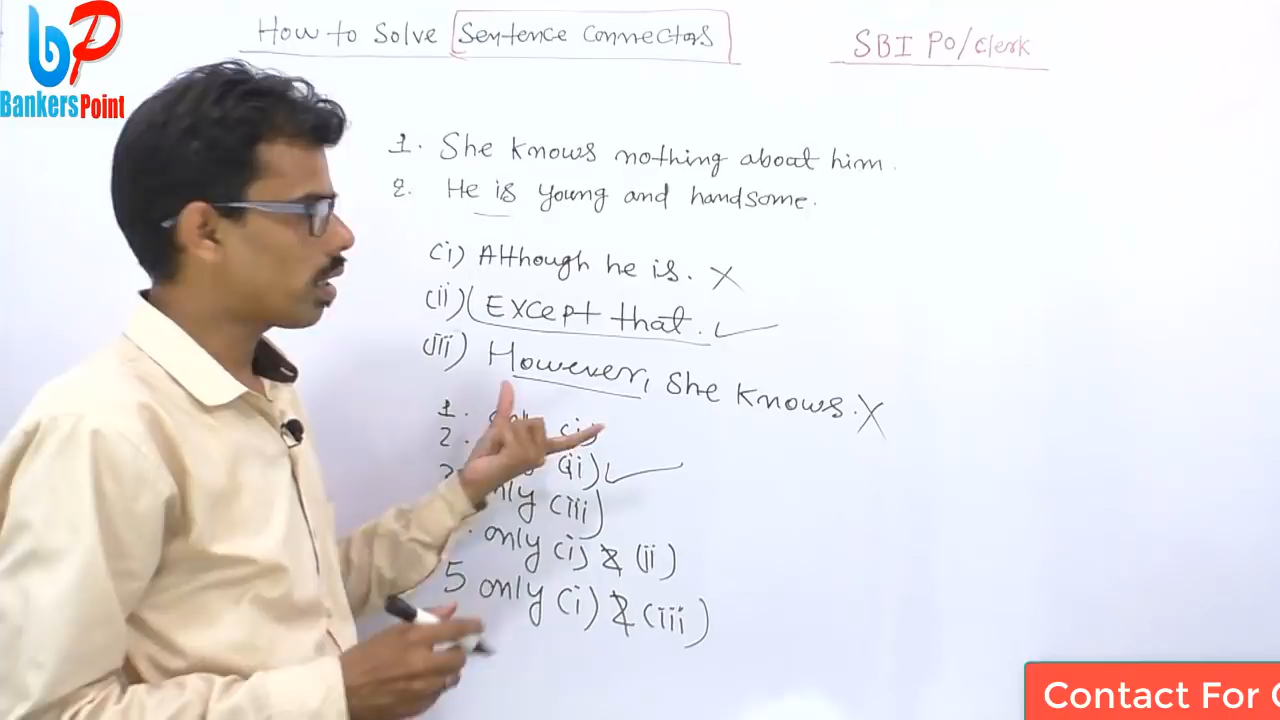 How to Solve Sentence Connectors
SBI PO/Clerk
BankersPoint
1. She knows nothing about him.
2. He is young and handsome.
(i) Although he is. X
(ii) (Except that.
(iii) However, she knows. X
1. (i)
2. (ii)
only (iii)
only (i) & (ii)
5 only (i) & (iii)
Contact For